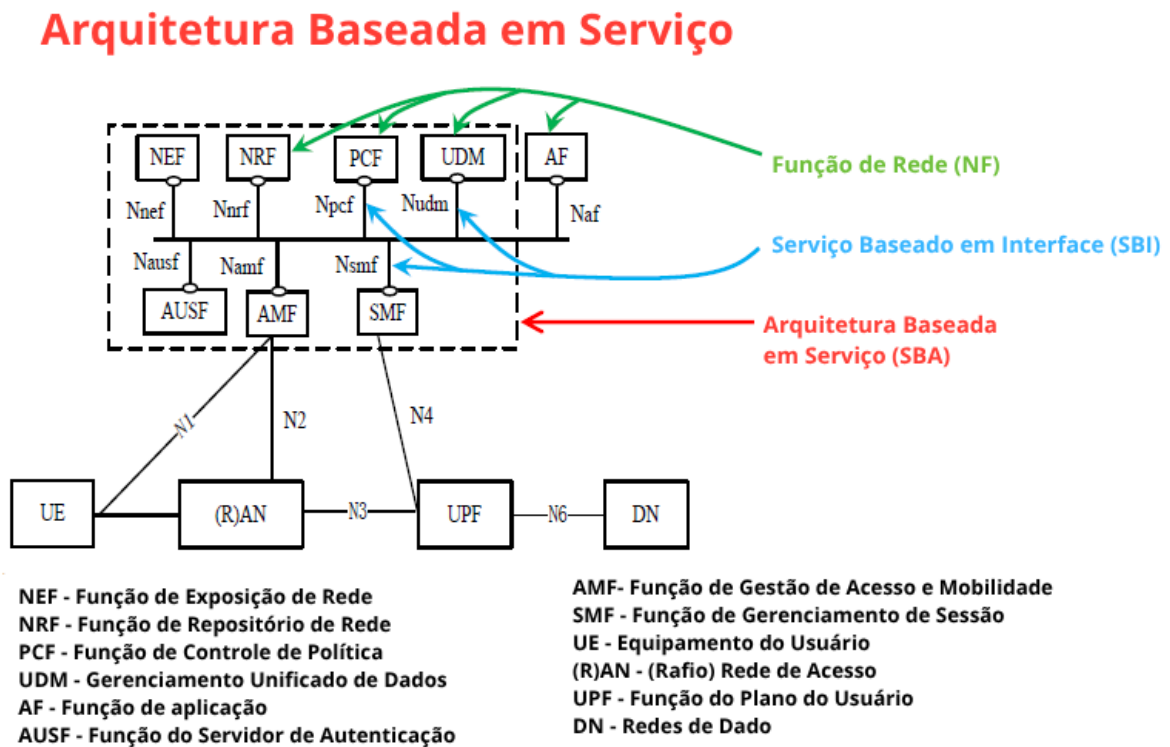 Arquitetura Baseada em Serviço
NEF
NRF
PCF
UDM
AF
Função de Rede (NF)
Nnef
Nnrf
Npcf
Nudm
Naf
Serviço Baseado em Interface (SBI)
Nausf
Namf
Nsmf
AUSF
AMF
SMF
Arquitetura Baseada
em Serviço (SBA)
N1
N2
N4
UE
(R)AN
N3
UPF
N6
DN
NEF - Função de Exposição de Rede
NRF - Função de Repositório de Rede
PCF - Função de Controle de Política
UDM - Gerenciamento Unificado de Dados
AF - Função de aplicação
AUSF - Função do Servidor de Autenticação
AMF- Função de Gestão de Acesso e Mobilidade
SMF - Função de Gerenciamento de Sessão
UE - Equipamento do Usuário
(R)AN - (Rafio) Rede de Acesso
UPF - Função do Plano do Usuário
DN - Redes de Dado